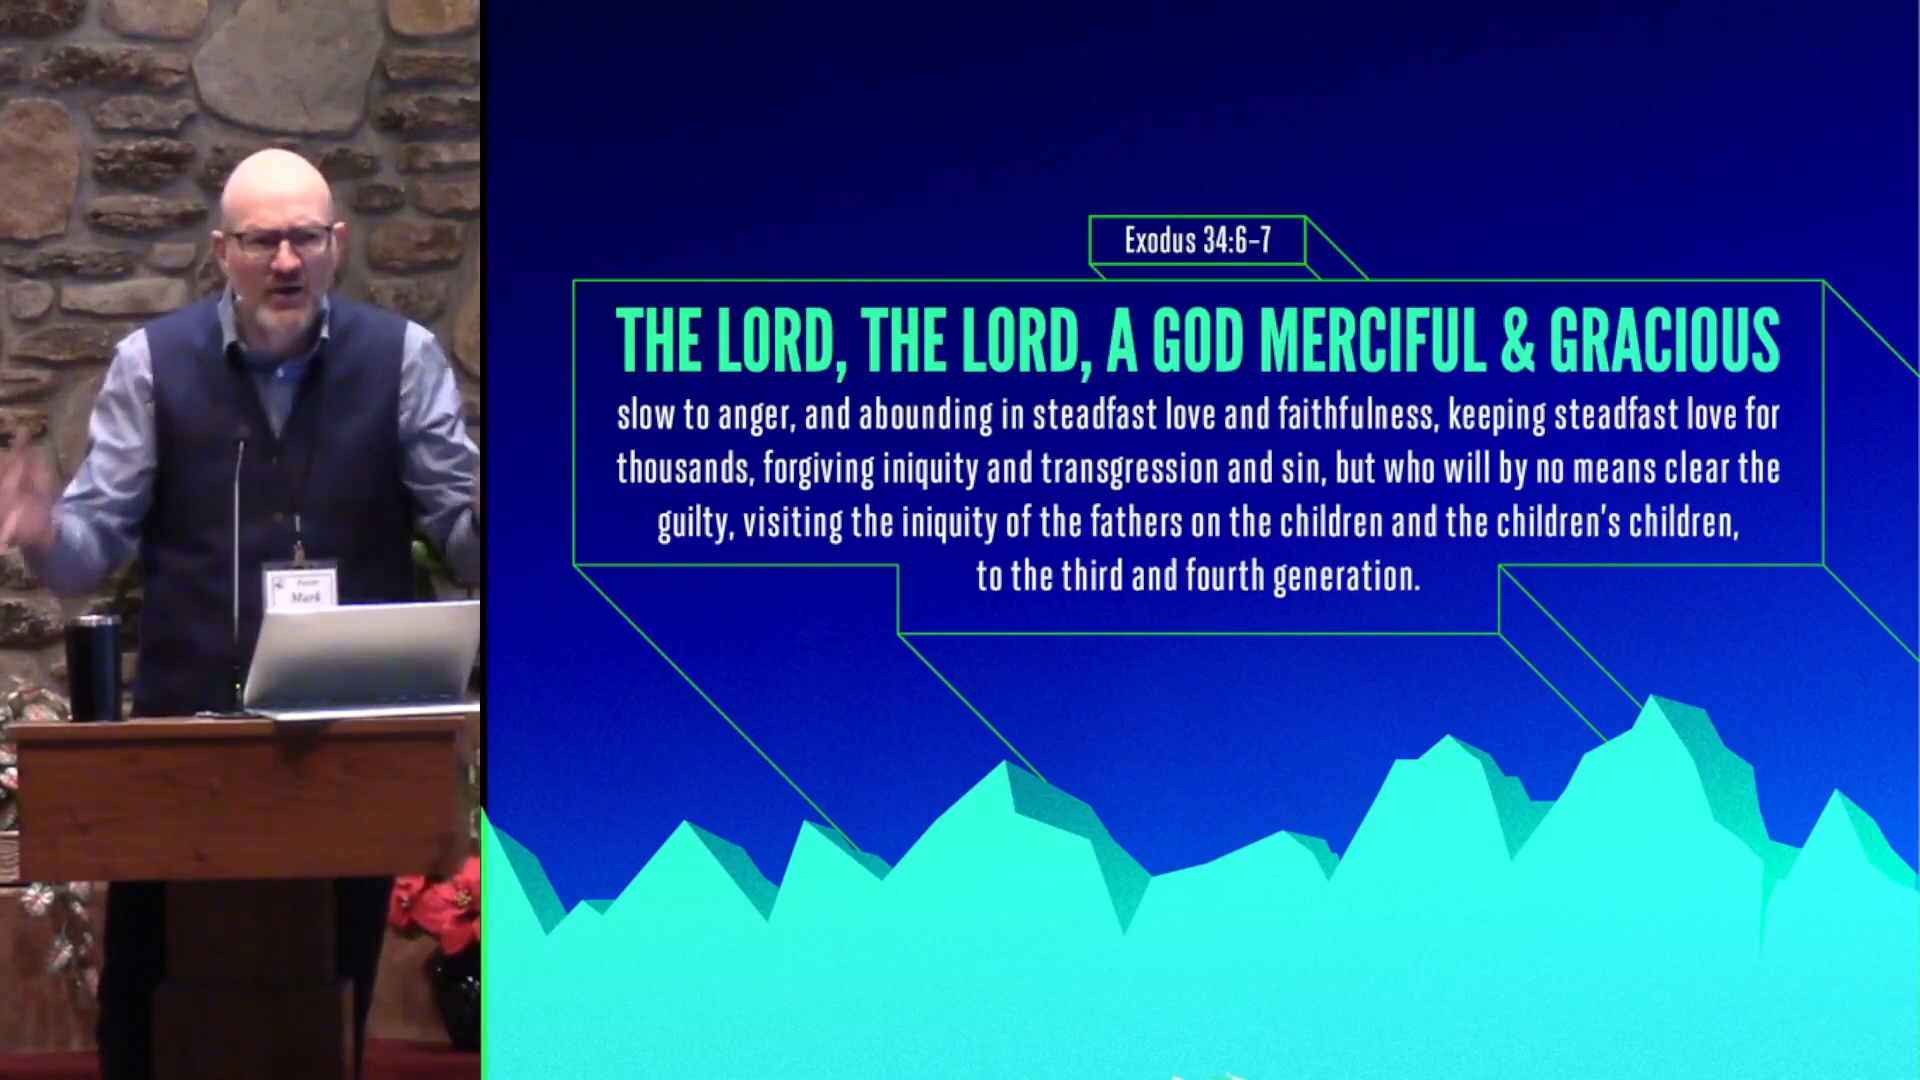 Exodus 34:6–7
THE LORD, THE LORD, A GOD MERCIFUL & GRACIOUS
slow to anger, and abounding in steadfast love and faithfulness, keeping steadfast love for
thousands, forgiving iniquity and transgression and sin, but who will by no means clear the
guilty, visiting the iniquity of the fathers on the children and the children's children,
to the third and fourth generation.
Pastor
Mark